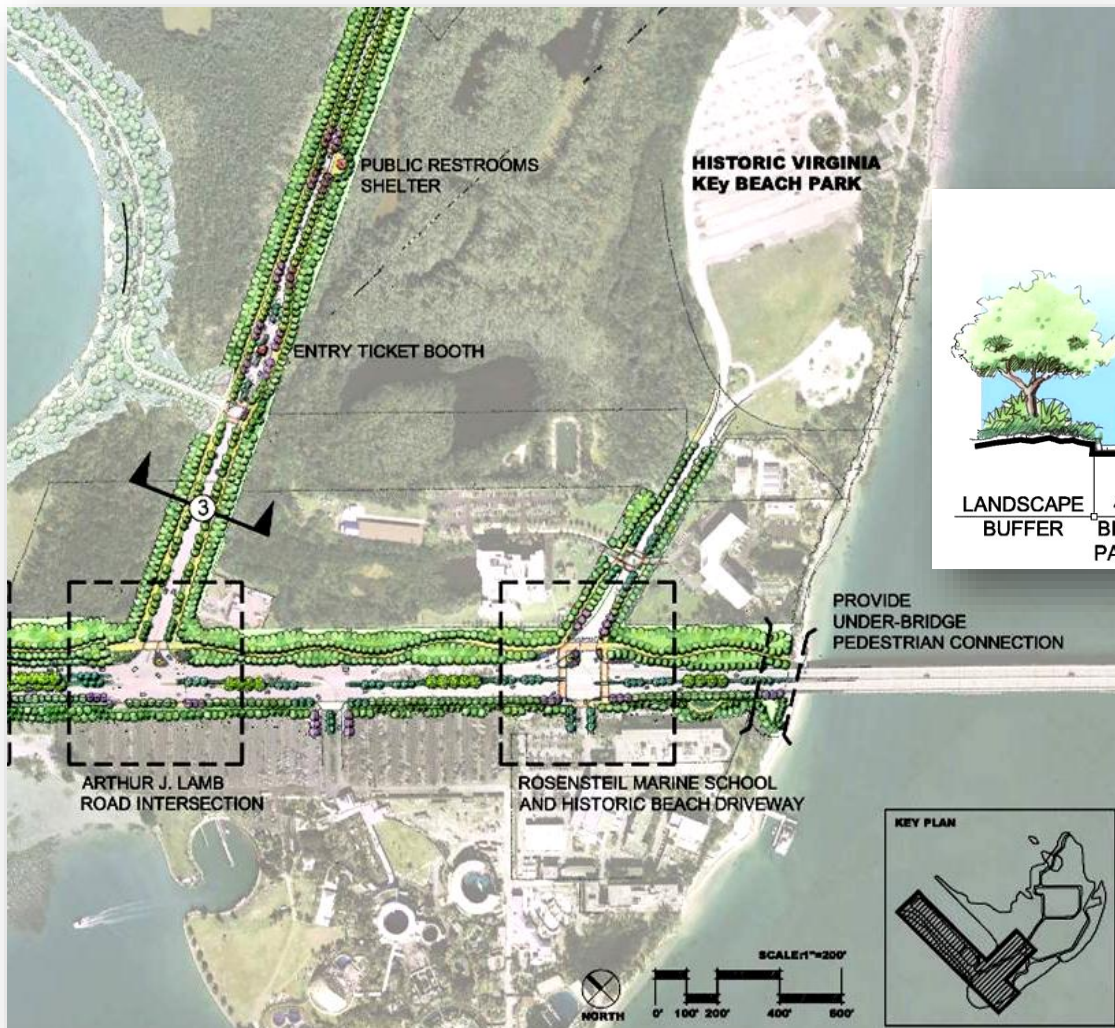 PUBLIC RESTROOMS
SHELTER
HISTORIC VIRGINIA
KEy BEACH PARK
ENTRY TICKET BOOTH
3
LANDSCAPE
BUFFER
PROVIDE
UNDER-BRIDGE
PEDESTRIAN CONNECTION
ARTHUR J. LAMB
ROAD INTERSECTION
ROSENSTEIL MARINE SCHOOL
AND HISTORIC BEACH DRIVEWAY
KEY PLAN
SCALE:1"=200'
NORTH
0' 100' 200' 400' 600'